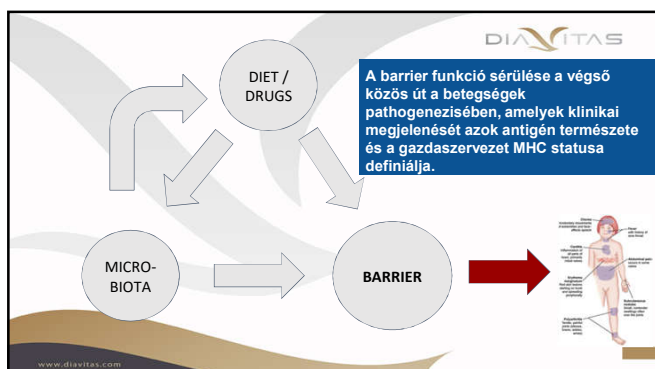 DIAVITAS
DIET /
DRUGS
A barrier funkció sérülése a végső
közös út a betegségek
pathogenezisében, amelyek klinikai
megjelenését azok antigén természete
és a gazdaszervezet MHC statusa
definiálja.
MICRO-
BIOTA
BARRIER
www.diavitas.com